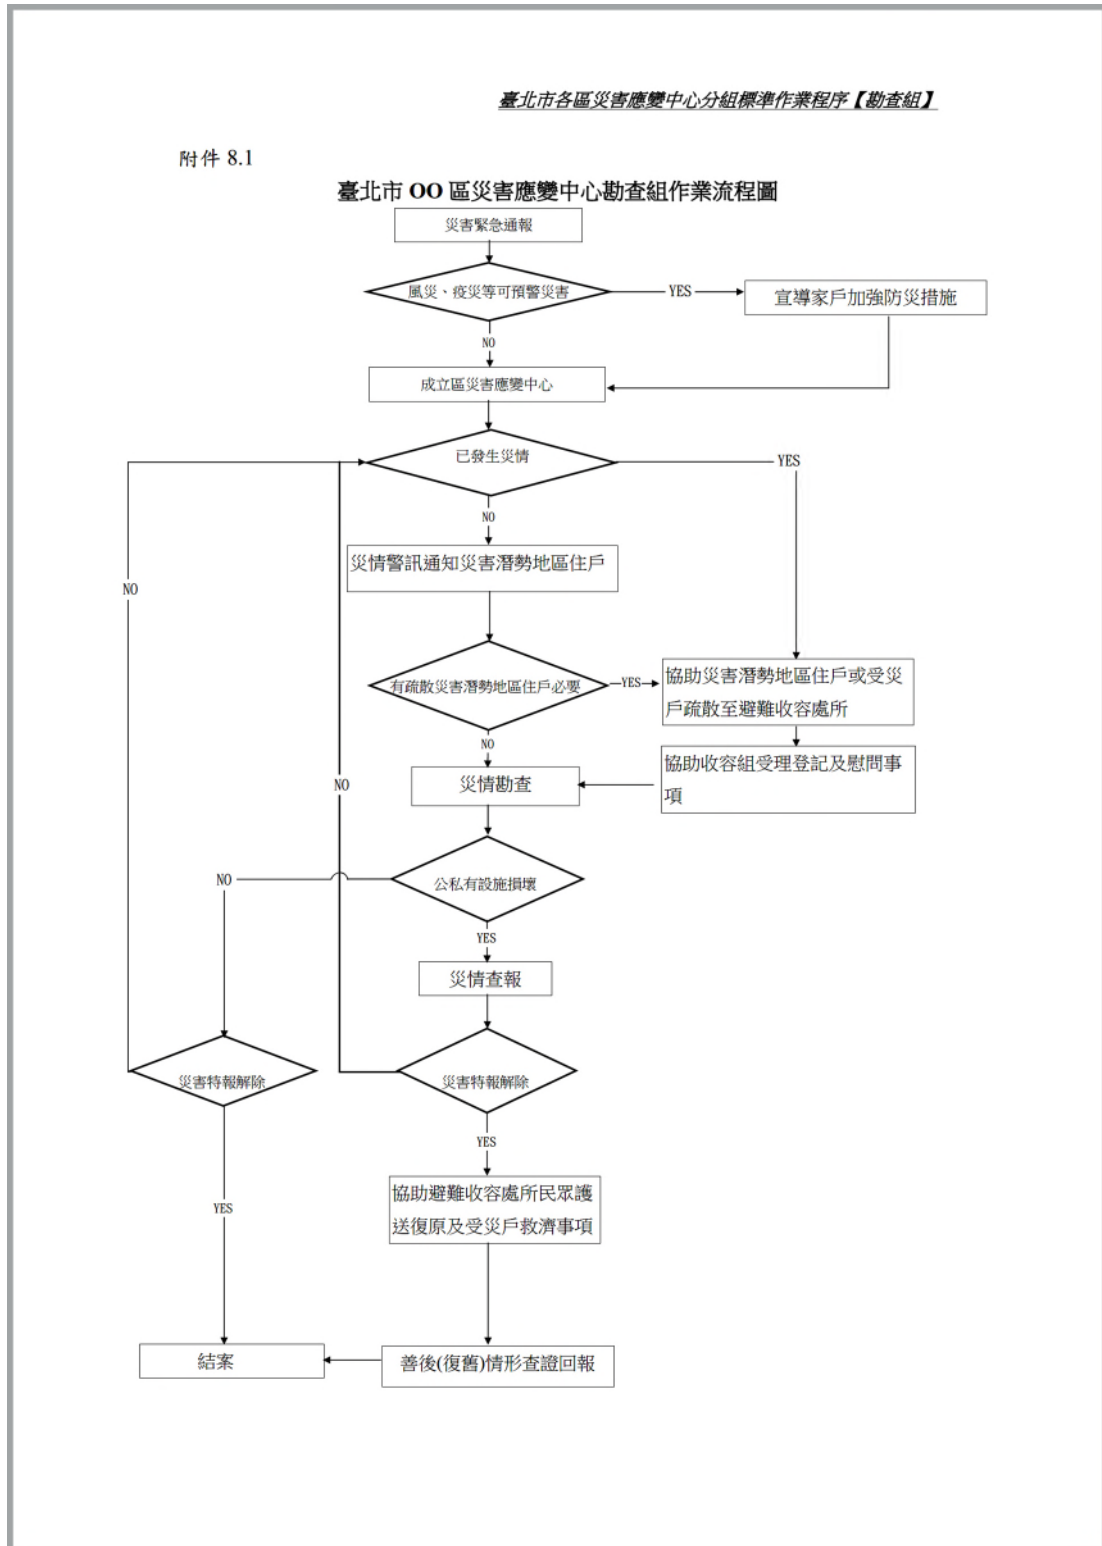 臺北市各區災害應變中心分組標準作業程序【勘查組】
附件 8.1
臺北市 OO 區災害應變中心勘查組作業流程圖
災害緊急通報
風災、疫災等可預警災害
YES
宣導家戶加強防災措施
NO
成立區災害應變中心
已發生災情
YES
NO
災情警訊通知災害潛勢地區住戶
NO
有疏散災害潛勢地區住戶必要
YES
協助災害潛勢地區住戶或受災
戶疏散至避難收容處所
NO
協助收容組受理登記及慰問事
項
災情勘查
NO
公私有設施損壞
NO
YES
災情查報
災害特報解除
災害特報解除
YES
協助避難收容處所民眾護
送復原及受災戶救濟事項
YES
結案
善後(復舊)情形查證回報